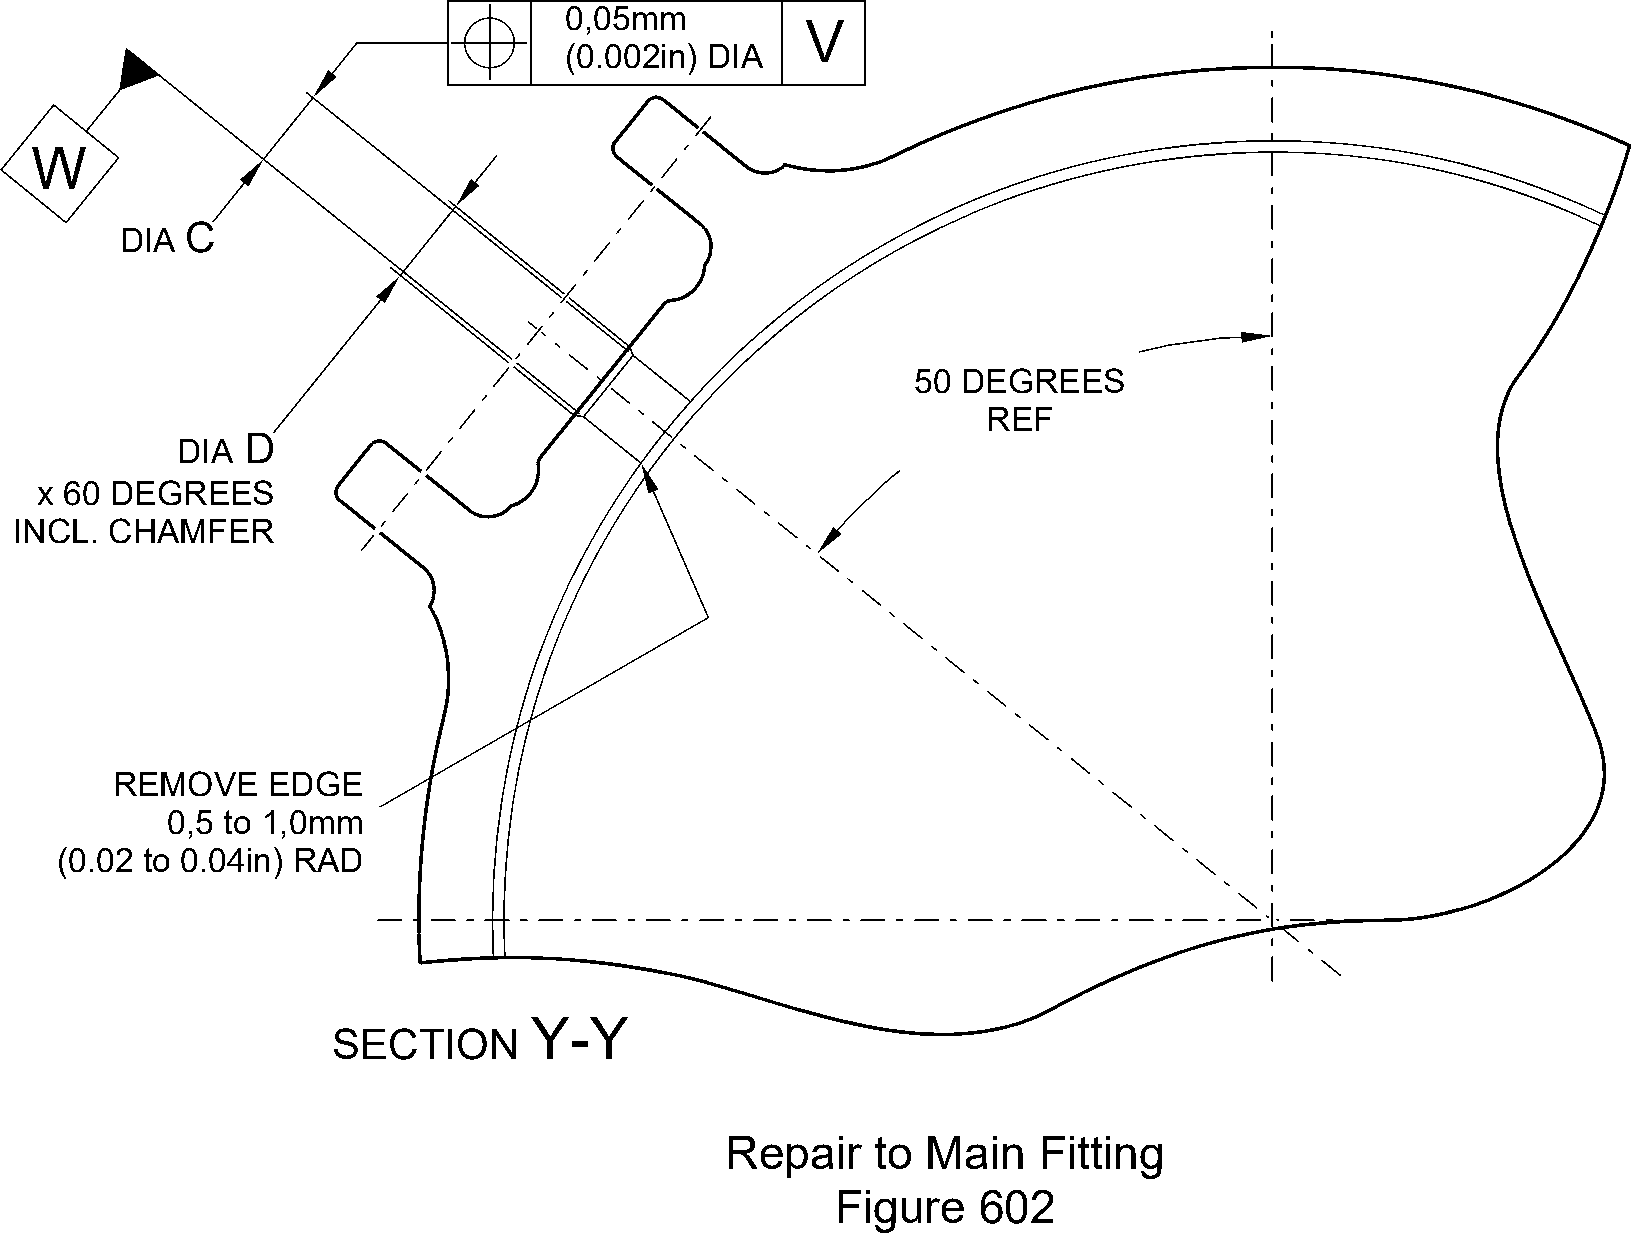 0,05mm
(0.002in) DIA
V
W
DIA C
50 DEGREES
REF
DIA D
x 60 DEGREES
INCL. CHAMFER
REMOVE EDGE
0,5 to 1,0mm
(0.02 to 0.04in) RAD
SECTION Y-Y
Repair to Main Fitting
Figure 602